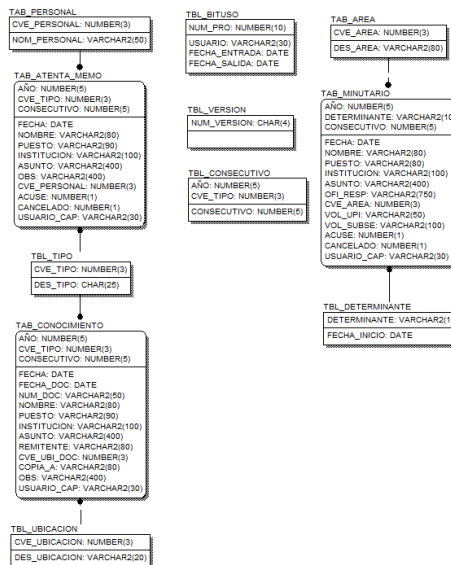 TAB_PERSONAL
CVE_PERSONAL: NUMBER(3)
NOM_PERSONAL: VARCHAR2(50)
TAB_ATENTA_MEMO
AÑO: NUMBER(5)
CVE_TIPO: NUMBER(3)
CONSECUTIVO: NUMBER(5)
FECHA: DATE
NOMBRE: VARCHAR2(80)
PUESTO: VARCHAR2(90)
INSTITUCION: VARCHAR2(100)
ASUNTO: VARCHAR2(400)
OBS: VARCHAR2(400)
CVE_PERSONAL: NUMBER(3)
ACUSE: NUMBER(1)
CANCELADO: NUMBER(1)
USUARIO_CAP: VARCHAR2(30)
TBL_TIPO
CVE_TIPO: NUMBER(3)
DES_TIPO: CHAR(25)
TAB_CONOCIMIENTO
AÑO: NUMBER(5)
CVE_TIPO: NUMBER(3)
CONSECUTIVO: NUMBER(5)
FECHA: DATE
FECHA_DOC: DATE
NUM_DOC: VARCHAR2(50)
NOMBRE: VARCHAR2(80)
PUESTO: VARCHAR2(90)
INSTITUCION: VARCHAR2(100)
ASUNTO: VARCHAR2(400)
REMITENTE: VARCHAR2(80)
CVE_UBI_DOC: NUMBER(3)
COPIA_A: VARCHAR2(80)
OBS: VARCHAR2(400)
USUARIO_CAP: VARCHAR2(30)
TBL_UBICACION
CVE_UBICACION: NUMBER(3)
DES_UBICACION: VARCHAR2(20)
TBL_BITUSO
NUM_PRO: NUMBER(10)
USUARIO: VARCHAR2(30)
FECHA_ENTRADA: DATE
FECHA_SALIDA: DATE
TBL_VERSION
NUM_VERSION: CHAR(4)
TBL_CONSECUTIVO
AÑO: NUMBER(5)
CVE_TIPO: NUMBER(3)
CONSECUTIVO: NUMBER(5)
TAB_AREA
CVE_AREA: NUMBER(3)
DES_AREA: VARCHAR2(80)
TAB_MINUTARIO
AÑO: NUMBER(5)
DETERMINANTE: VARCHAR2(10
CONSECUTIVO: NUMBER(5)
FECHA: DATE
NOMBRE: VARCHAR2(80)
PUESTO: VARCHAR2(80)
INSTITUCION: VARCHAR2(100)
ASUNTO: VARCHAR2(400)
OFI_RESP: VARCHAR2(750)
CVE_AREA: NUMBER(3)
VOL_UPI: VARCHAR2(50)
VOL_SUBSE: VARCHAR2(100)
ACUSE: NUMBER(1)
CANCELADO: NUMBER(1)
USUARIO_CAP: VARCHAR2(30)
TBL_DETERMINANTE
DETERMINANTE: VARCHAR2(1
FECHA_INICIO: DATE